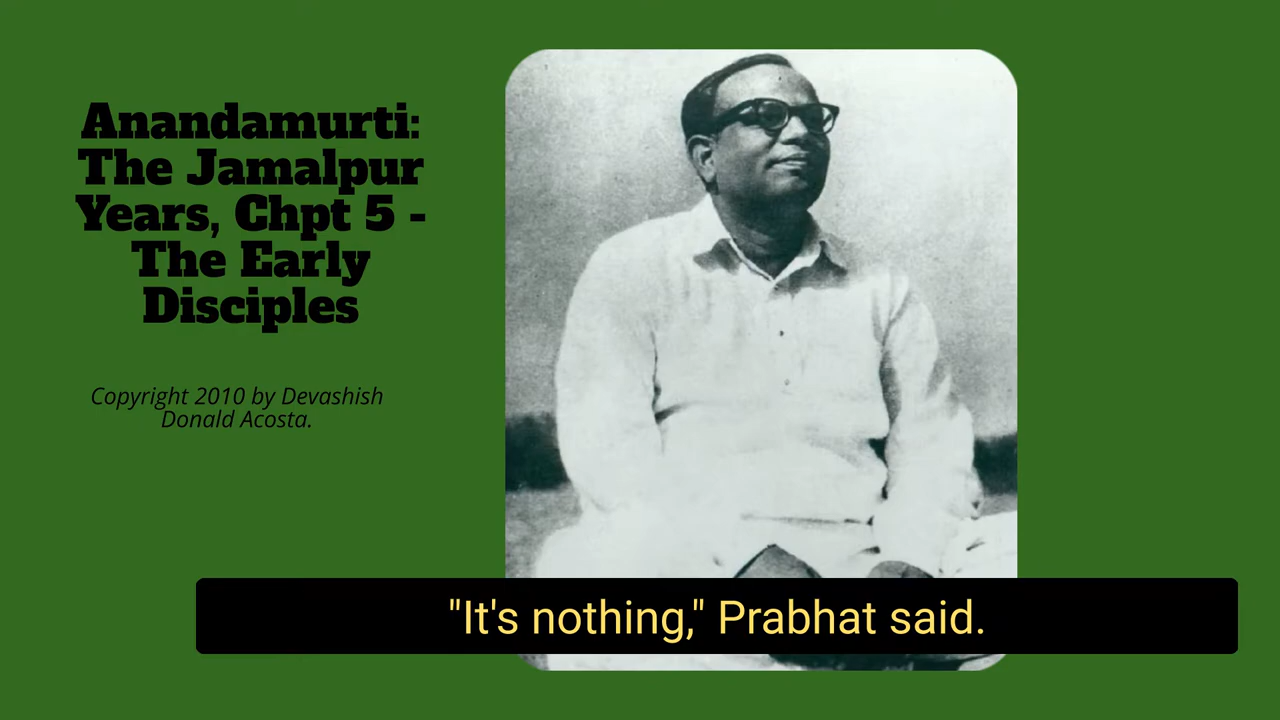 Anandamurti:
The Jamalpur
Years, Chpt 5 -
The Early
Disciples
Copyright 2010 by Devashish
Donald Acosta.
"It's nothing," Prabhat said.